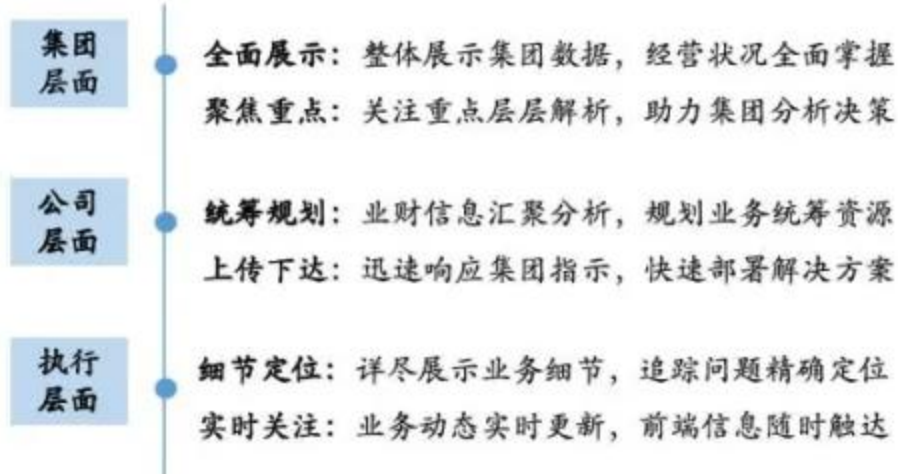 集团
层面
全面展示：整体展示集团数据，经营状况全面掌握
聚焦重点：关注重点层层解析，助力集团分析决策
公司
层面
统筹规划：业财信息汇聚分析，规划业务统筹资源
上传下达：迅速响应集团指示，快速部署解决方案
执行
层面
细节定位：详尽展示业务细节，追踪问题精确定位
实时关注：业务动态实时更新，前端信息随时触达